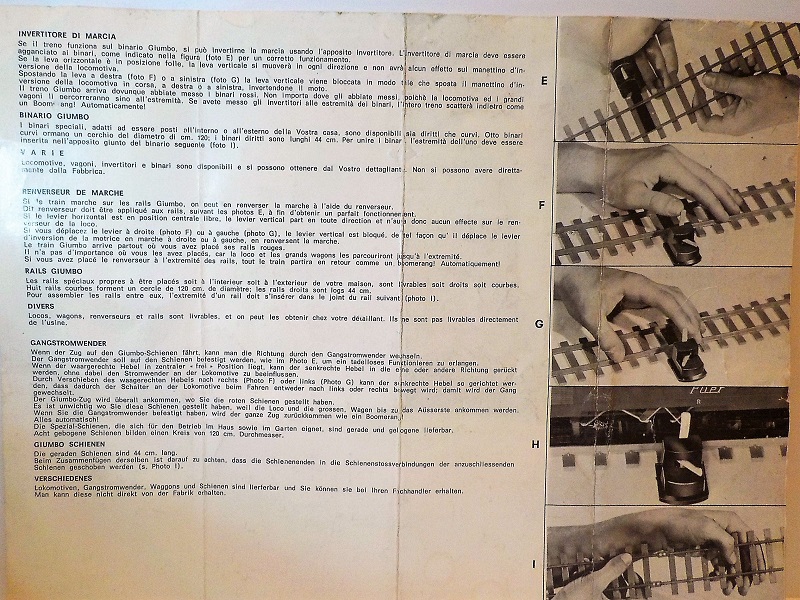 INVERTITORE DI MARCIA
Se il treno funziona sul binario Giumbo, si può invertirne la marcia usando l'apposito invertitore. L'invertitore di marcia deve essere
agganciato ai binari, come indicato nella figura (foto E) per un corretto funzionamento.
Se la leva orizzontale è in posizione folle, la leva verticale si muoverà in ogni direzione e non avrà alcun effetto sul manettino d'in-
versione della locomotiva.
Spostando la leva a destra (foto F) o a sinistra (foto G) la leva verticale viene bloccata in modo tale che sposta il manettino d'in-
versione della locomotiva in corsa, a destra o a sinistra, invertendone il moto.
Il treno Giumbo arriva dovunque abbiate messo i binari rossi. Non importa dove gli abbiate messi, poichè la locomotiva ed i grandi
vagoni li percorreranno sino all'estremità. Se avete messo gli invertitori alle estremità dei binari, l'intero treno scatterà indietro come
un Boomerang! Automaticamente!
BINARIO GIUMBO
I binari speciali, adatti ad essere posti all'interno o all'esterno della Vostra casa, sono disponibili sia diritti che curvi. Otto binari
curvi ormano un cerchio del diametro di cm. 120; i binari diritti sono lunghi 44 cm. Per unire i binari l'estremità dell'uno deve essere
inserita nell'apposito giunto del binario seguente (foto I).
VARIE
Locomotive, vagoni, invertitori e binari sono disponibili e si possono ottenere dal Vostro dettagliante. Non si possono avere diretta-
mente dalla Fabbrica.
RENVERSEUR DE MARCHE
Si le train marche sur les rails Giumbo, on peut en renverser la marche à l'aide du renverseur.
Dit renverseur doit être appliqué aux rails, suivant les photos E, à fin d'obtenir un parfait fonctionnement.
Si le levier horizontal est en position centrale libre, le levier vertical part en toute direction et n'aura donc aucun effecte sur le ren-
verseur de la loco.
Si vous déplacez le levier à droite (photo F) ou à gauche (photo G), le levier vertical est bloqué, de tel façon qu' il déplace le levier
d'inversion de la motrice en marche à droite ou à gauche, en renversant la marche.
Le train Giumbo arrive partout où vous avez placé ses rails rouges.
Il n'a pas d'importance où vous les avez placés, car la loco et les grands wagons les parcouriront jusqu'à l'extremité.
Si vous avez placé le renverseur à l'extremité des rails, tout le train partira en retour comme un boomerang! Automatiquement!
RAILS GIUMBO
Les rails spéciaux propres à être placés soit à l'interieur soit à l'exterieur de votre maison, sont livrables soit droits soit courbes.
Huit rails courbes forment un cercle de 120 cm. de diamètre; les rails droits sont logs 44 cm.
Pour assembler les rails entre eux, l'extremité d'un rail doit s'insérer dans le joint du rail suivant (photo I).
DIVERS
Locos, wagons, renverseurs et rails sont livrables, et on peut les obtenir chez votre détaillant. Ils ne sont pas livrables directement
de l'usine.
GANGSTROMWENDER
Wenn der Zug auf den Giumbo-Schienen fährt, kann man die Richtung durch den Gangstromwender wechseln.
Der Gangstromwender soll auf den Schienen belestigt werden, wie im Photo E, um ein tadelloses Funktionieren zu erlangen.
Wenn der waargerechte Hebel in zentraler « frei » Position liegt, kann der senkrechte Hebel in die eine oder andere Richtung gerückt
werden, ohne dabei den Stromwender an der Lokomotive zu beeinflussen.
Durch Verschieben des waagerechten Hebels nach rechts (Photo F) oder links (Photo G) kann der senkrechte Hebel so gerichtet wer-
den, dass dadurch der Schalter an der Lokomotive beim Fahren entweder nach links oder rechts bewegt wird; damit wird der Gang
gewechselt.
Der Giumbo-Zug wird überall ankommen, wo Sie die roten Schienen gestellt haben.
Es ist unwichtig wo Sie diese Schienen gestellt haben, weil die Loco und die grossen, Wagen bis zu das Äusserste ankommen werden.
Wenn Sie die Gangstromwender bestätigt haben, wird der ganze Zug zurückkommen wie ein Boomerang!
Alles automatisch!
Die Spezial-Schienen, die sich für den Betrieb im Haus sowie im Garten eignet, sind gerade und gebogene lieferbar.
Acht gebogene Schienen bilden einen Kreis von 120 cm. Durchmesser.
GIUMBO SCHIENEN
Die geraden Schienen sind 44 cm. lang.
Beim Zusammenfügen derselben ist darauf zu achten, dass die Schienenanden in die Schienenstossverbindung der anzuschliessenden
Schienen geschoben werden (s. Photo I).
VERSCHIEDENES
Lokomotiven, Gangstromwender, Waggons und Schienen sind lierferbar und Sie können sie bei Ihren Fachhandler erhalten.
Man kann diese nicht direkt von der Fabrik erhalten.
E
F
G
H
I